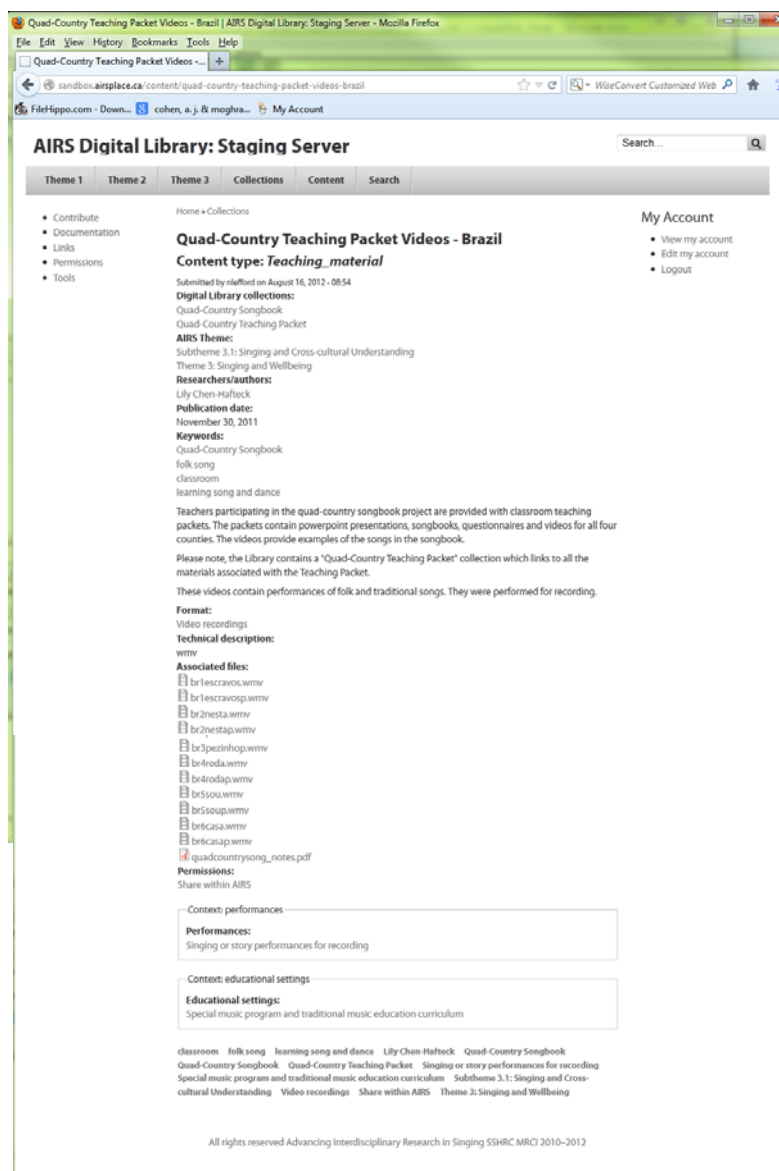 Quad-Country Teaching Packet Videos - Brazil | AIRS Digital Library: Staging Server - Mozilla Firefox
File Edit View History Bookmarks Tools Help
Quad-Country Teaching Packet Videos -... +
sandbox.airsplace.ca/content/quad-country-teaching-packet-videos-brazil
WiseConvert Customized Web
FileHippo.com - Down... cohen, a. j. & moghra... My Account
AIRS Digital Library: Staging Server
Search...
Theme 1 Theme 2 Theme 3 Collections Content Search
Contribute
Documentation
Links
Permissions
Tools
Home » Collections
Quad-Country Teaching Packet Videos - Brazil
Content type: Teaching_material
Submitted by nlefford on August 16, 2012 - 08:54
Digital Library collections:
Quad-Country Songbook
Quad-Country Teaching Packet
AIRS Theme:
Subtheme 3.1: Singing and Cross-cultural Understanding
Theme 3: Singing and Wellbeing
Researchers/authors:
Lily Chen-Hafteck
Publication date:
November 30, 2011
Keywords:
Quad-Country Songbook
folk song
classroom
learning song and dance
Teachers participating in the quad-country songbook project are provided with classroom teaching
packets. The packets contain powerpoint presentations, songbooks, questionnaires and videos for all four
counties. The videos provide examples of the songs in the songbook.
Please note, the Library contains a "Quad-Country Teaching Packet" collection which links to all the
materials associated with the Teaching Packet.
These videos contain performances of folk and traditional songs. They were performed for recording.
Format:
Video recordings
Technical description:
wmv
Associated files:
br1escravos.wmv
br1escravosp.wmv
br2nesta.wmv
br2nestap.wmv
br3pezinhop.wmv
br4roda.wmv
br4rodap.wmv
br5sou.wmv
br5soup.wmv
br6casa.wmv
br6casap.wmv
quadcountrysong_notes.pdf
Permissions:
Share within AIRS
Context: performances
Performances:
Singing or story performances for recording
Context: educational settings
Educational settings:
Special music program and traditional music education curriculum
classroom folk song learning song and dance Lily Chen-Hafteck Quad-Country Songbook
Quad-Country Songbook Quad-Country Teaching Packet Singing or story performances for recording
Special music program and traditional music education curriculum Subtheme 3.1: Singing and Cross-
cultural Understanding Video recordings Share within AIRS Theme 3: Singing and Wellbeing
My Account
View my account
Edit my account
Logout
All rights reserved Advancing Interdisciplinary Research in Singing SSHRC MRCI 2010–2012